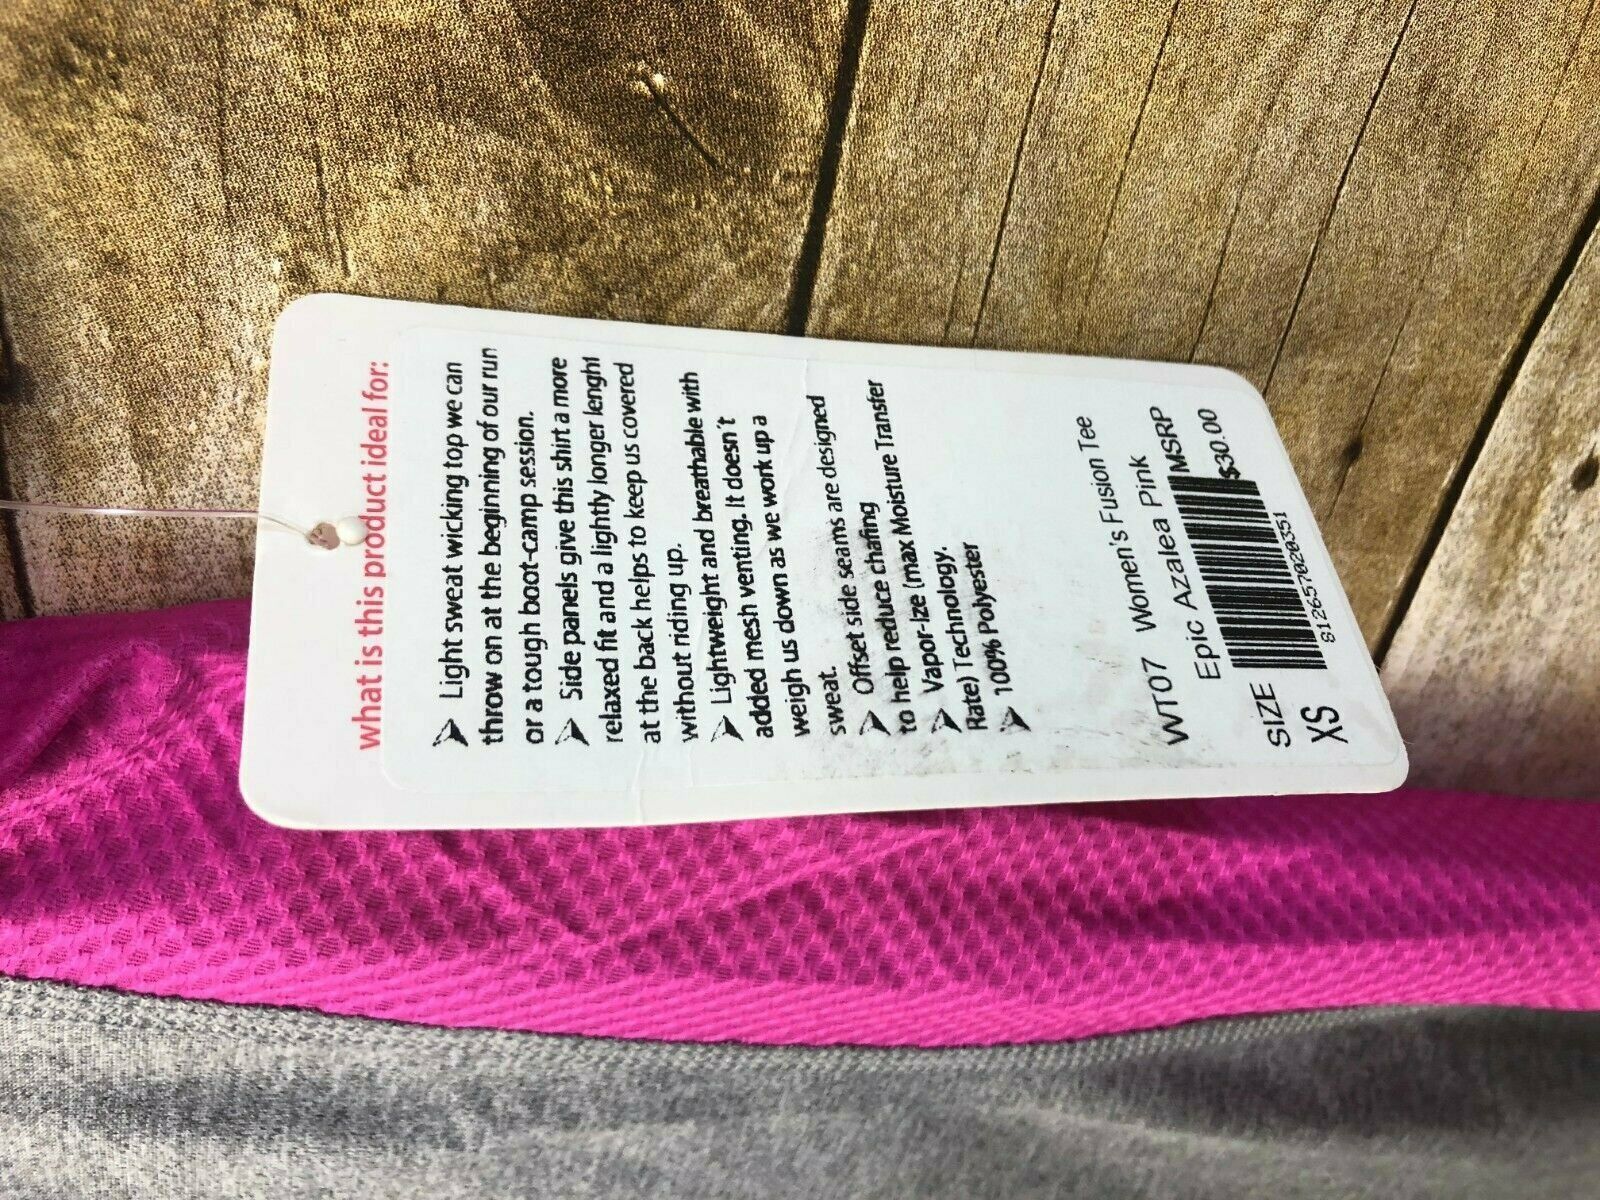 what is this product ideal for:
➤ Light sweat wicking top we can
throw on at the beginning of our run
or a tough boot-camp session.
➤ Side panels give this shirt a more
relaxed fit and a lightly longer lenght
at the back helps to keep us covered
without riding up.
➤ Lightweight and breathable with
added mesh venting. It doesn´t
weigh us down as we work up a
sweat.
➤ Offset side seams are designed
to help reduce chafing
➤ Vapor-Ize (max Moisture Transfer
Rate) Technology.
➤ 100% Polyester
WT07 Women's Fusion Tee
Epic Azalea Pink
SIZE MSRP
XS $30.00
812657020351